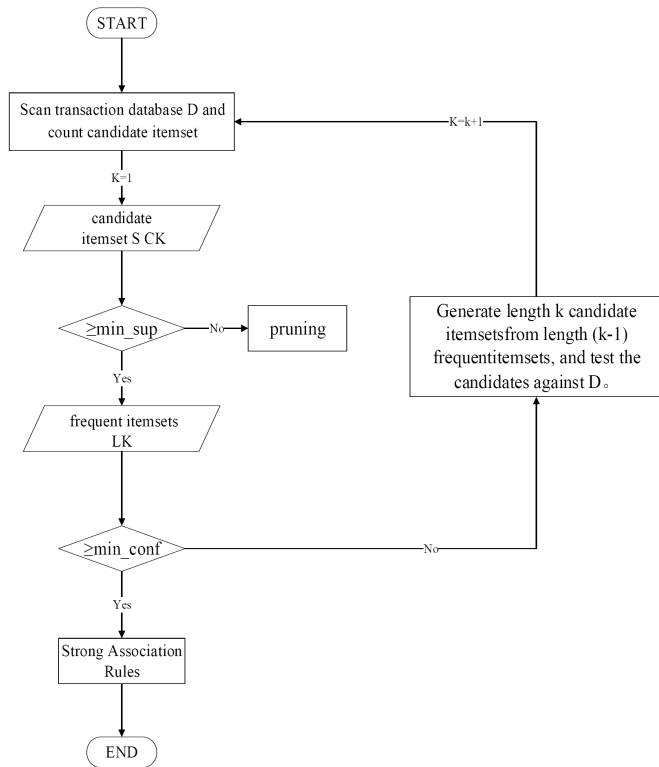 START
Scan transaction database D and
count candidate itemset
K=k+1
K=1
candidate
itemset S CK
≥min_sup
No
pruning
Generate length k candidate
itemsetsfrom length (k-1)
frequentitemsets, and test the
candidates against D。
Yes
frequent itemsets
LK
≥min_conf
No
Yes
Strong Association
Rules
END